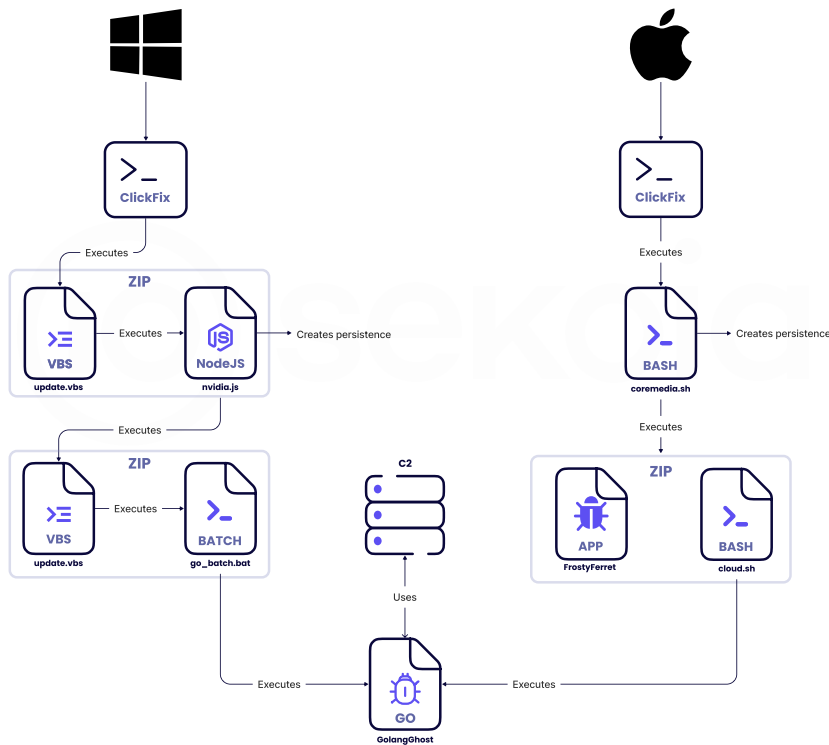 ClickFix
ClickFix
Executes
Executes
ZIP
VBS
update.vbs
Executes
NodeJS
nvidia.js
Creates persistence
BASH
coremedia.sh
Creates persistence
Executes
Executes
ZIP
VBS
update.vbs
Executes
BATCH
go_batch.bat
C2
ZIP
APP
FrostyFerret
BASH
cloud.sh
Uses
Executes
Executes
GO
GolangGhost